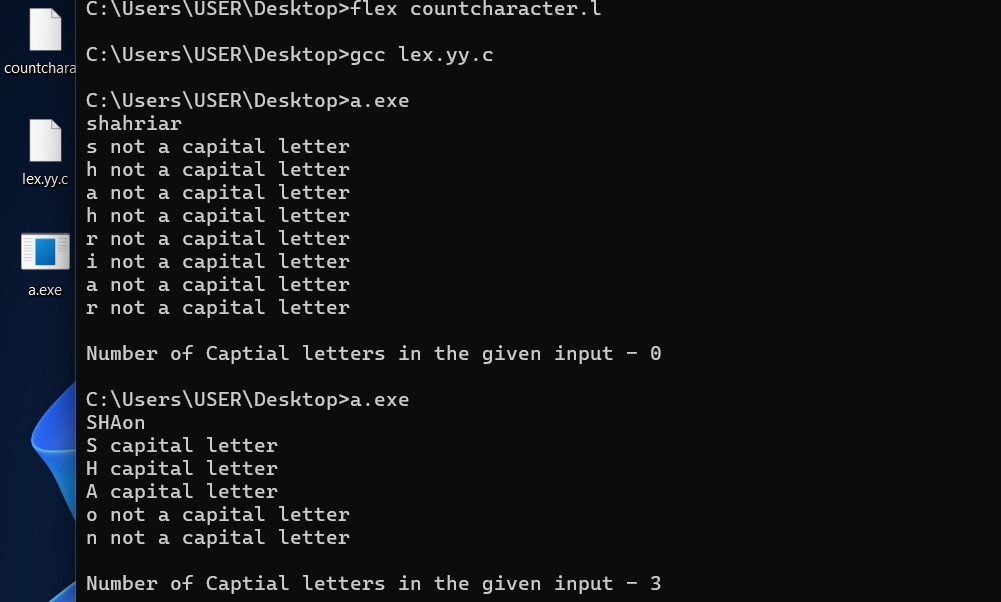 C:\Users\USER\Desktop>flex countcharacter.l
C:\Users\USER\Desktop>gcc lex.yy.c
C:\Users\USER\Desktop>a.exe
shahriar
s not a capital letter
h not a capital letter
a not a capital letter
h not a capital letter
r not a capital letter
i not a capital letter
a not a capital letter
r not a capital letter
Number of Captial letters in the given input - 0
C:\Users\USER\Desktop>a.exe
SHAon
S capital letter
H capital letter
A capital letter
o not a capital letter
n not a capital letter
Number of Captial letters in the given input - 3
countchara
lex.yy.c
a.exe